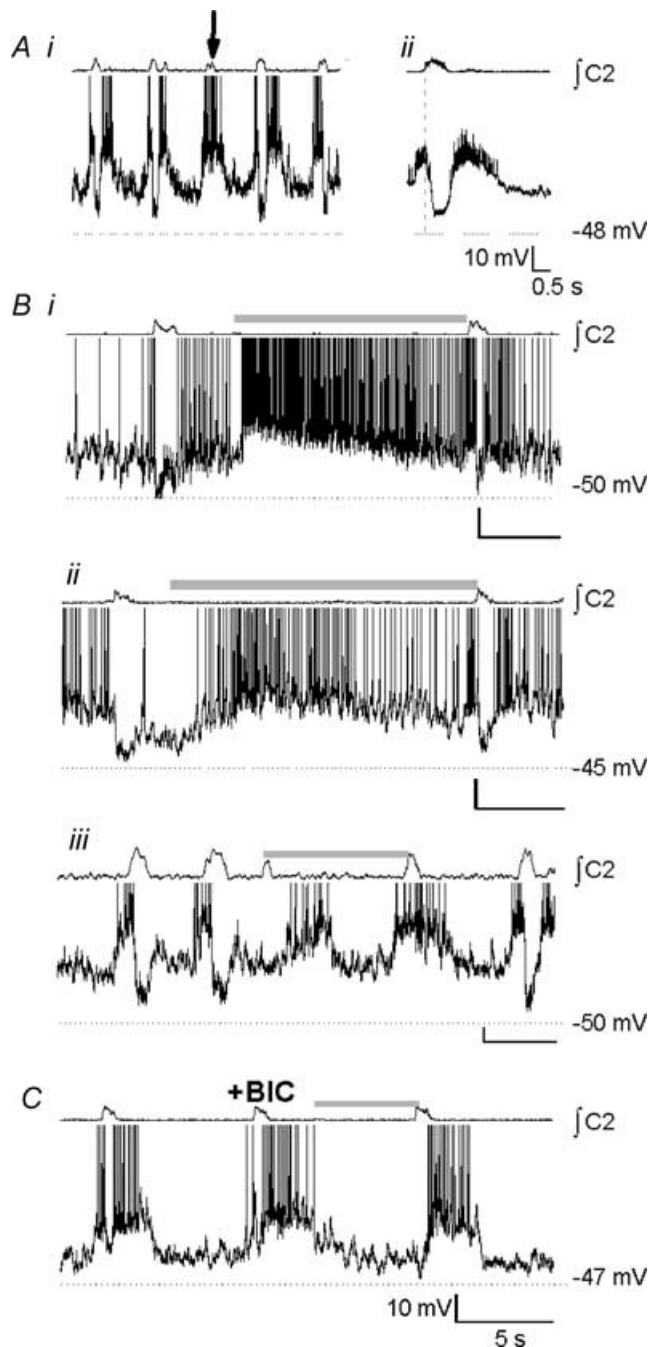 A i
ii
∫C2
-48 mV
10 mV
0.5 s
B i
∫C2
-50 mV
ii
∫C2
-45 mV
iii
∫C2
-50 mV
C
+BIC
∫C2
-47 mV
10 mV
5 s